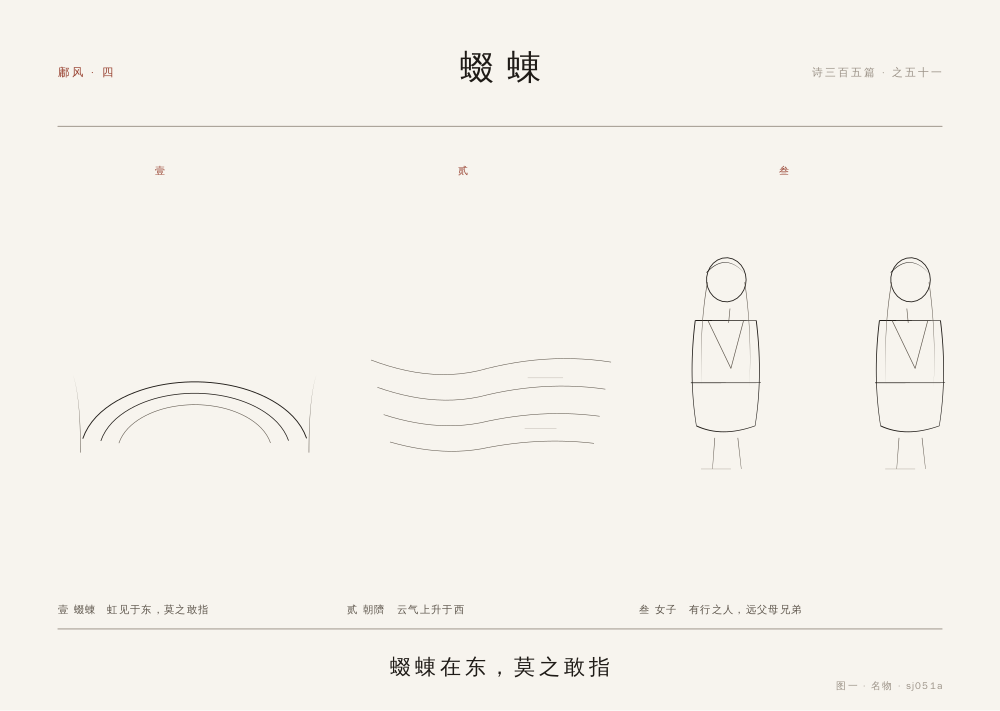 鄘风 · 四
蝃蝀
诗三百五篇 · 之五十一
壹
贰
叁
壹 蝃蝀 虹见于东，莫之敢指
贰 朝隮 云气上升于西
叁 女子 有行之人，远父母兄弟
蝃蝀在东，莫之敢指
图一 · 名物 · sj051a